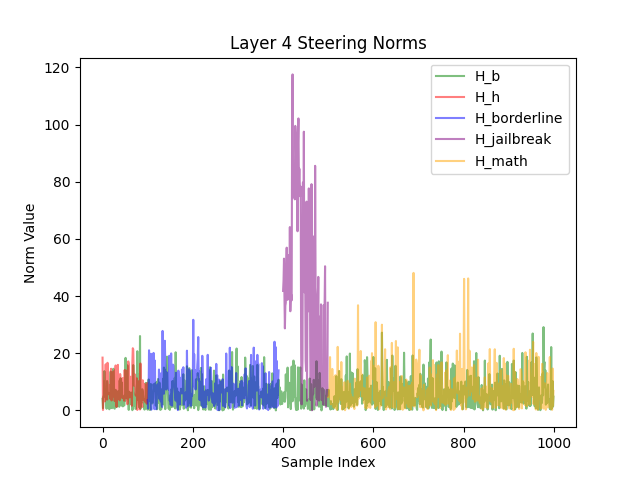 Layer 4 Steering Norms
H_b
H_h
H_borderline
H_jailbreak
H_math
Norm Value
120
100
80
60
40
20
0
0 200 400 600 800 1000
Sample Index